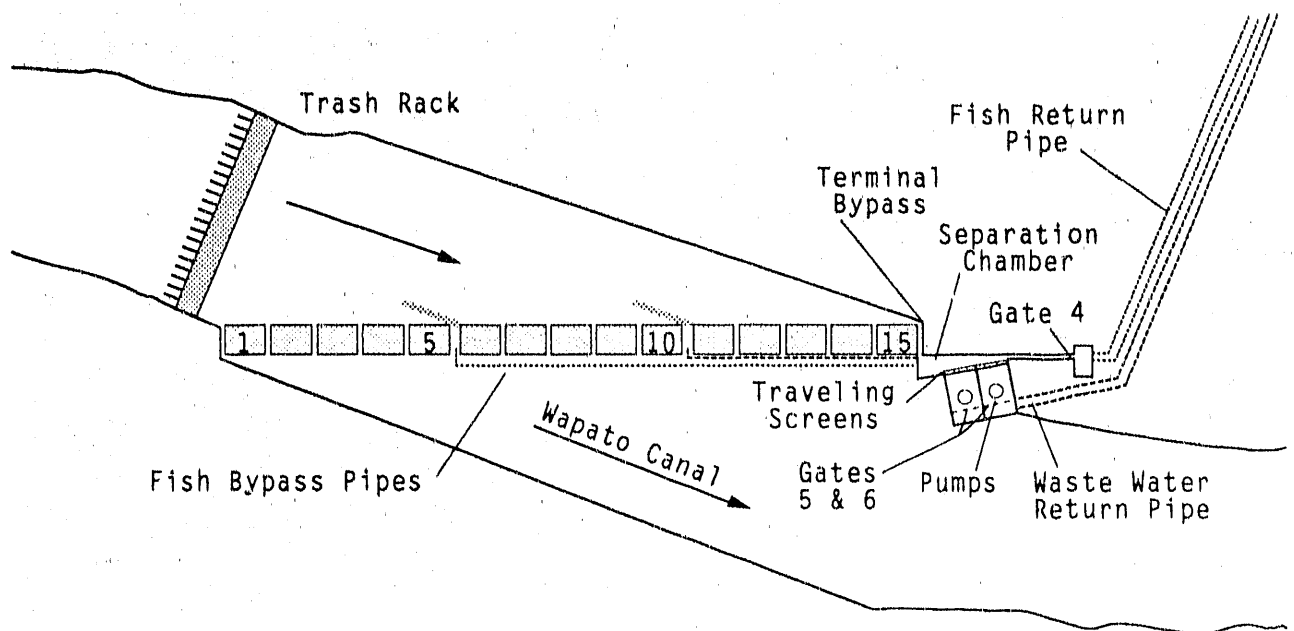 Trash Rack
Fish Return
Pipe
Terminal
Bypass
Separation
Chamber
Gate 4
1
5
10
15
Traveling
Screens
Wapato Canal
Fish Bypass Pipes
Gates
5 & 6
Pumps
Waste Water
Return Pipe